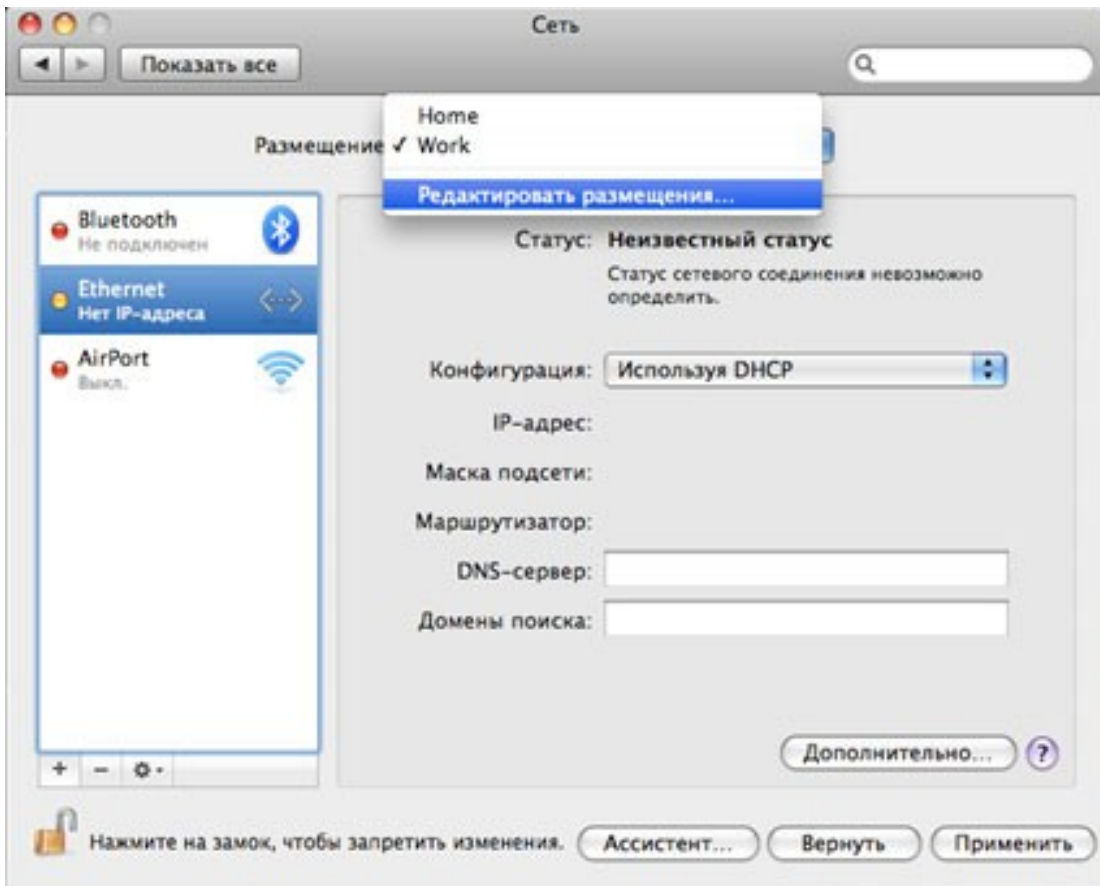 Сеть
Показать все
Home
Размещение ✓ Work
Редактировать размещения...
Bluetooth
Не подключен
Ethernet
Нет IP-адреса
AirPort
Выкл.
Статус: Неизвестный статус
Статус сетевого соединения невозможно
определить.
Конфигурация: Используя DHCP
IP-адрес:
Маска подсети:
Маршрутизатор:
DNS-сервер:
Домены поиска:
Дополнительно... ?
Нажмите на замок, чтобы запретить изменения. Ассистент... Вернуть Применить